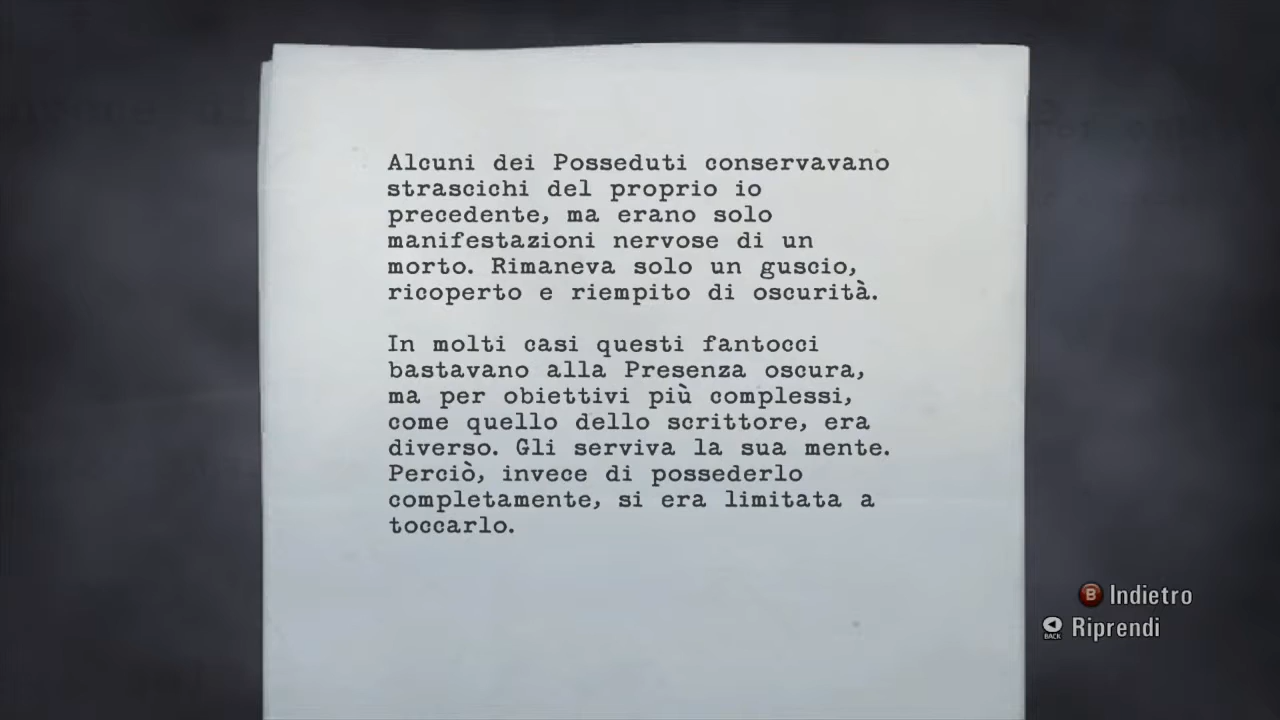 Alcuni dei Posseduti conservavano
strascichi del proprio io
precedente, ma erano solo
manifestazioni nervose di un
morto. Rimaneva solo un guscio,
ricoperto e riempito di oscurità.
In molti casi questi fantocci
bastavano alla Presenza oscura,
ma per obiettivi più complessi,
come quello dello scrittore, era
diverso. Gli serviva la sua mente.
Perciò, invece di possederlo
completamente, si era limitata a
toccarlo.
B Indietro
BACK Riprendi